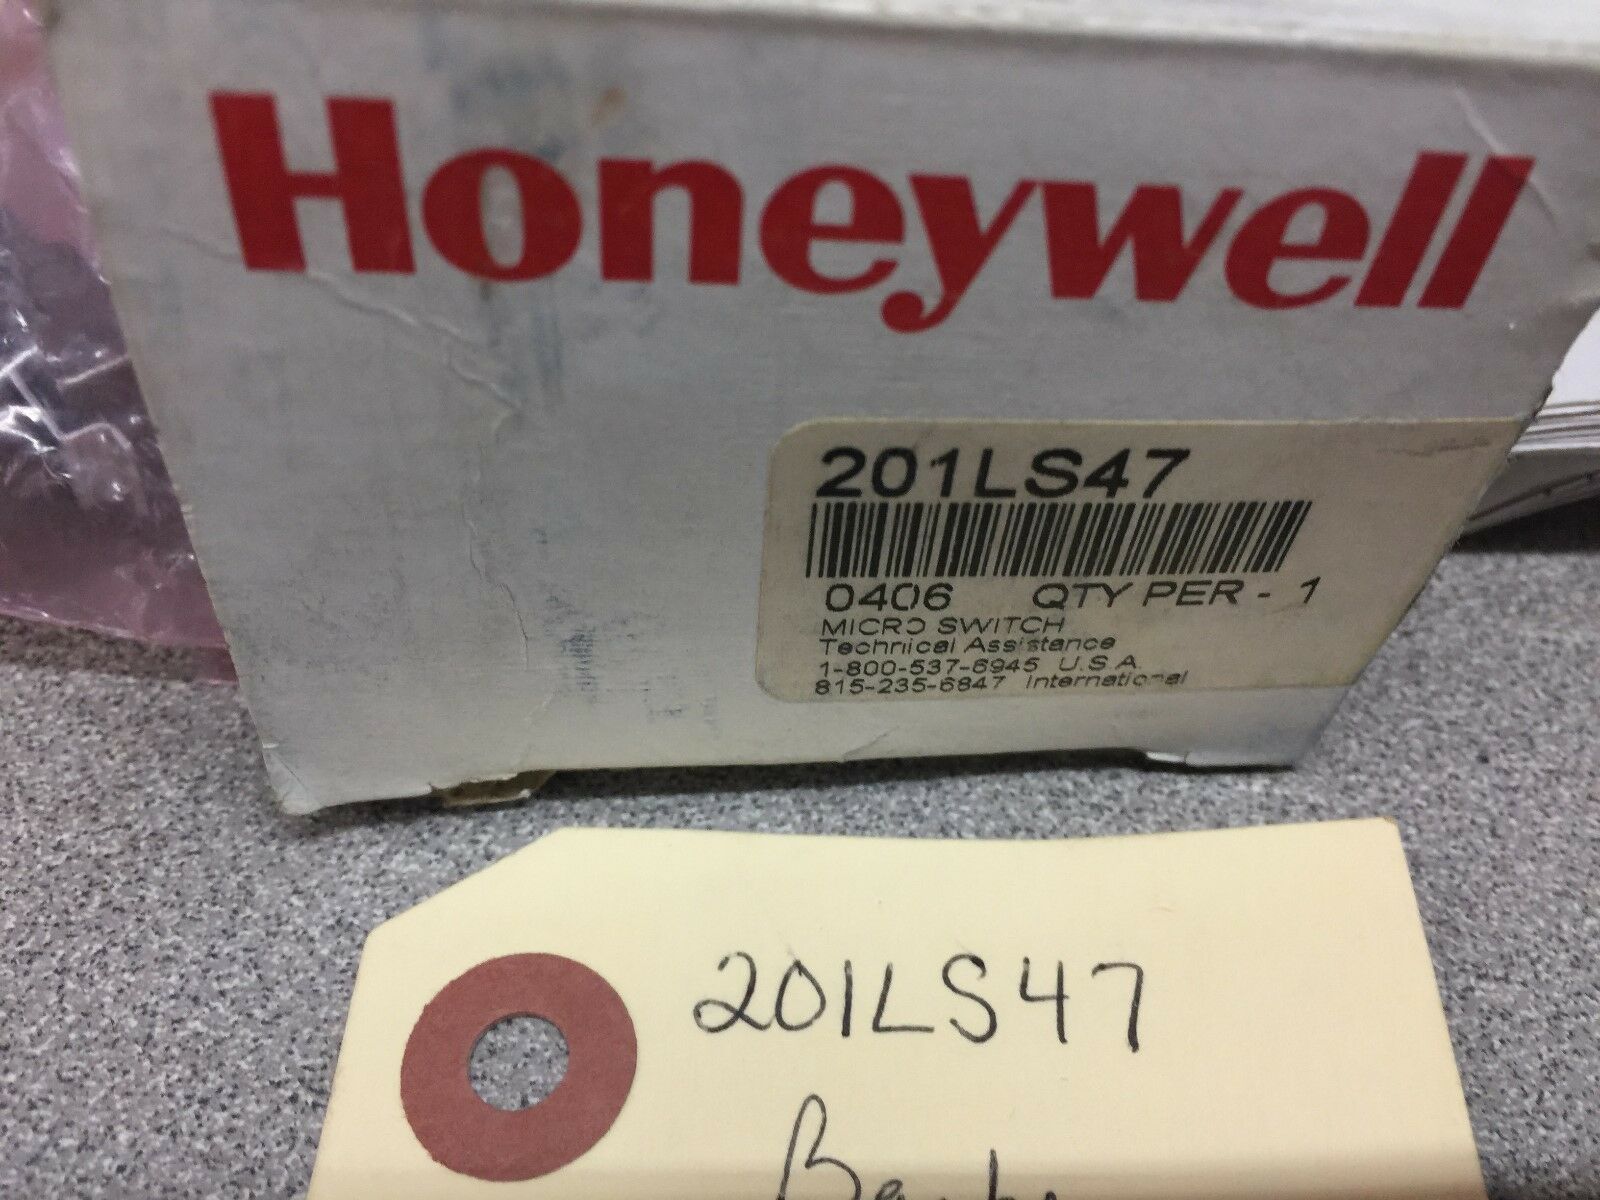 Honeywell
201LS47
0406 QTY PER - 1
MICRO SWITCH
Technical Assistance
1-800-537-6945 U.S.A.
815-235-6847 International
201LS47